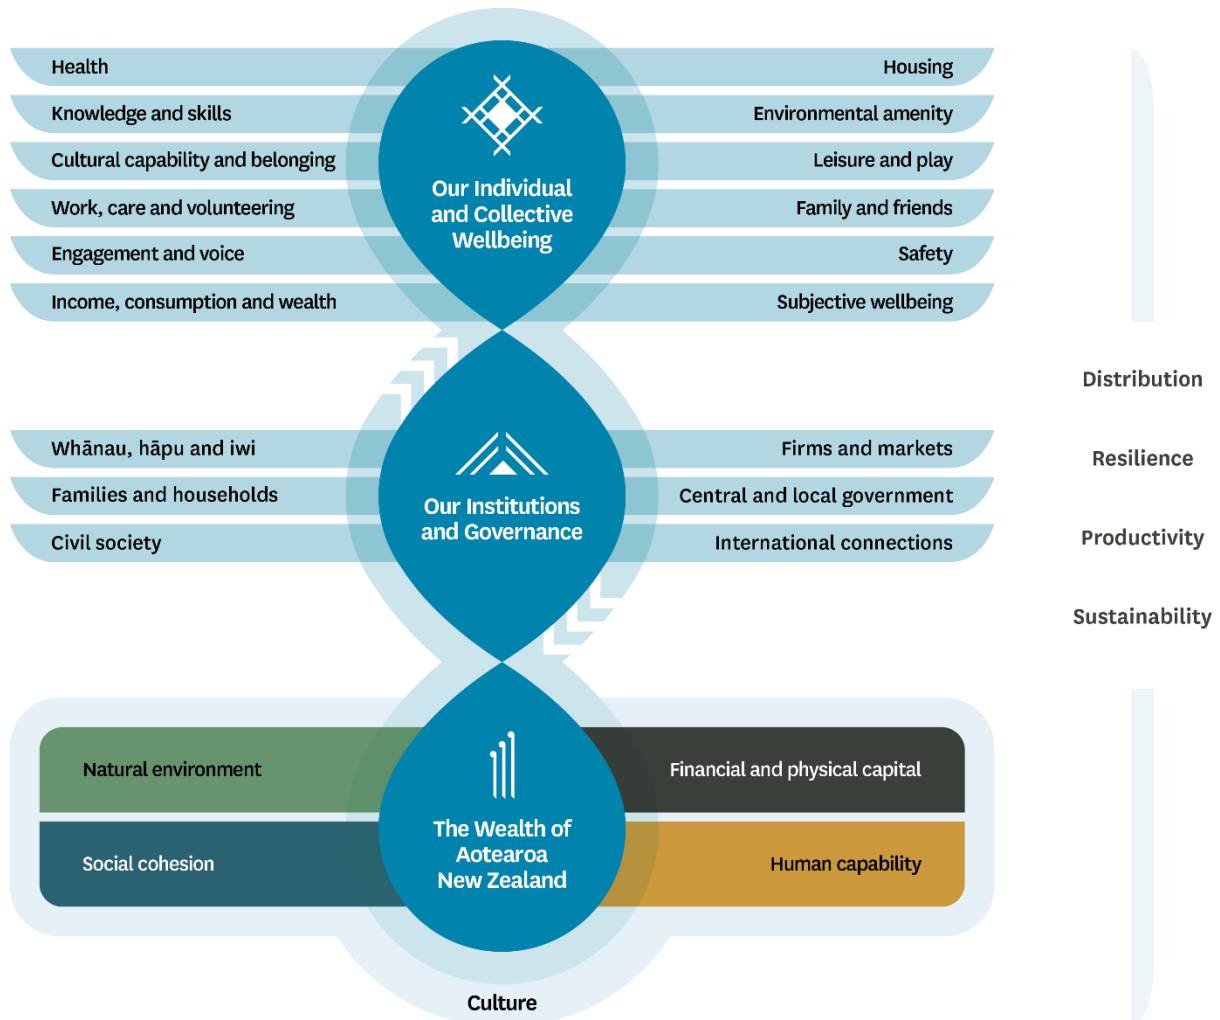 Health
Knowledge and skills
Cultural capability and belonging
Work, care and volunteering
Engagement and voice
Income, consumption and wealth
Our Individual
and Collective
Wellbeing
Housing
Environmental amenity
Leisure and play
Family and friends
Safety
Subjective wellbeing
Whānau, hāpu and iwi
Families and households
Civil society
Our Institutions
and Governance
Firms and markets
Central and local government
International connections
Natural environment
Social cohesion
The Wealth of
Aotearoa
New Zealand
Financial and physical capital
Human capability
Culture
Distribution
Resilience
Productivity
Sustainability